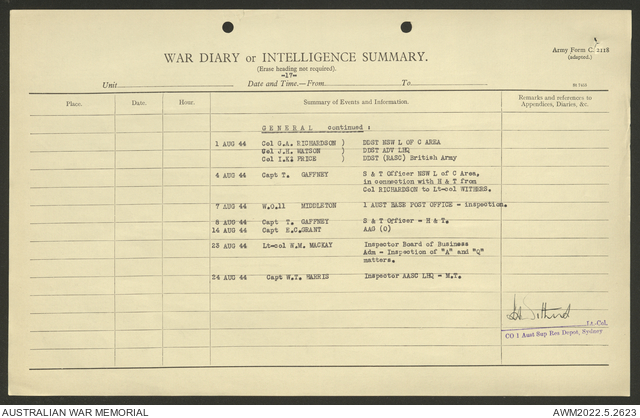 Army Form C. 2118
(adapted.)
WAR DIARY or INTELLIGENCE SUMMARY.
(Erase heading not required).
-17-
Unit Date and Time.—From To
Place. Date. Hour. Summary of Events and Information. Remarks and references to
Appendices, Diaries, &c.
GENERAL continued :
1 AUG 44 Col G.A. RICHARDSON ) DDST NSW L of C AREA
Col J.H. WATSON ) DDST ADV LHQ
Col PRICE ) DDST (RASC) British Army
4 AUG 44 Capt T. GAFFNEY S & T Officer NSW L of C Area,
in connection with H & T from
Col RICHARDSON to Lt-col WITHERS.
7 AUG 44 W.O.11 MIDDLETON 1 AUST BASE POST OFFICE - inspection.
8 AUG 44 Capt T. GAFFNEY S & T Officer - H & T.
14 AUG 44 Capt E.C.GRANT AAG (O)
23 AUG 44 Lt-col W.M. MACKAY Inspector Board of Business
Adm - Inspection of "A" and "Q"
matters.
24 AUG 44 Capt W.T. HARRIS Inspector AASC LHQ - M.T.
Lt-Col.
CO 1 Aust Sup Res Depot, Sydney
AUSTRALIAN WAR MEMORIAL AWM2022.5.2623